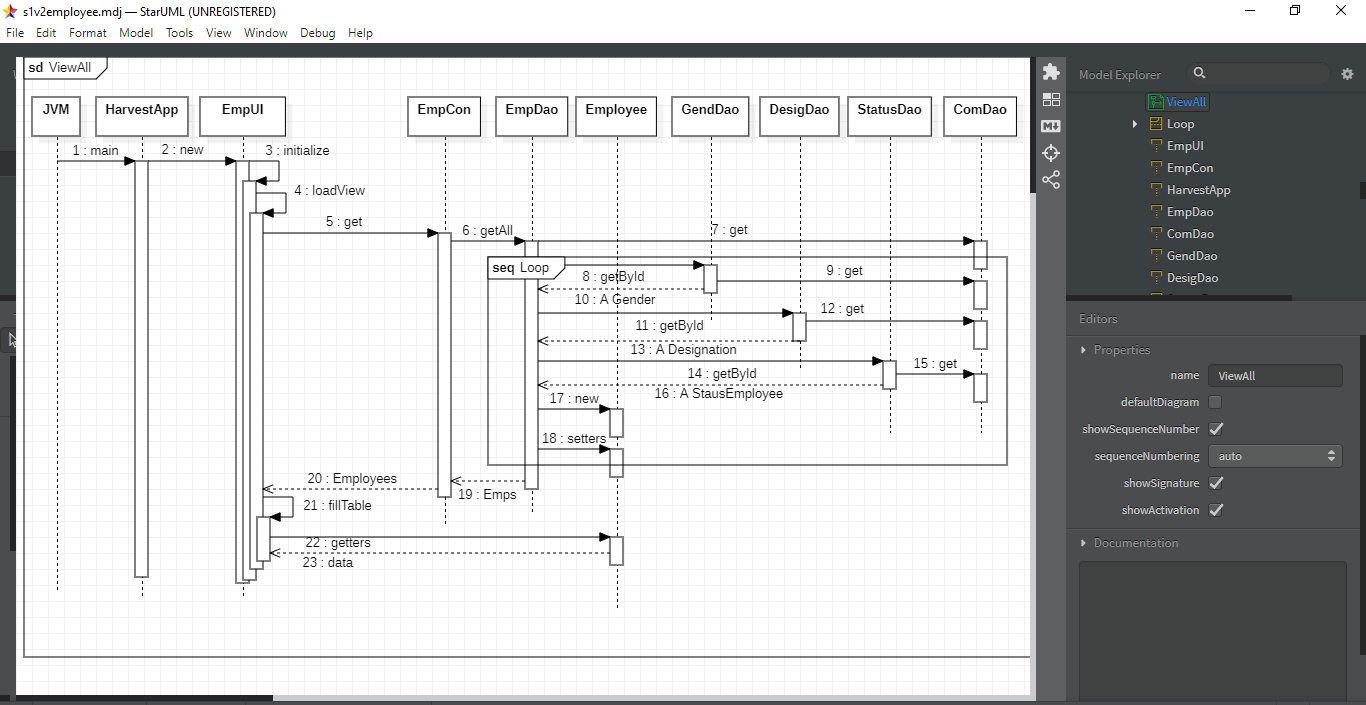 s1v2employee.mdj — StarUML (UNREGISTERED)
File Edit Format Model Tools View Window Debug Help
sd ViewAll
JVM HarvestApp EmpUI EmpCon EmpDao Employee GendDao DesigDao StatusDao ComDao
1 : main
2 : new
3 : initialize
4 : loadView
5 : get
6 : getAll
7 : get
seq Loop
8 : getById
9 : get
10 : A Gender
11 : getById
12 : get
13 : A Designation
14 : getById
15 : get
16 : A StausEmployee
17 : new
18 : setters
19 : Emps
20 : Employees
21 : fillTable
22 : getters
23 : data
Model Explorer
ViewAll
Loop
EmpUI
EmpCon
HarvestApp
EmpDao
ComDao
GendDao
DesigDao
Editors
Properties
name ViewAll
defaultDiagram
showSequenceNumber
sequenceNumbering auto
showSignature
showActivation
Documentation